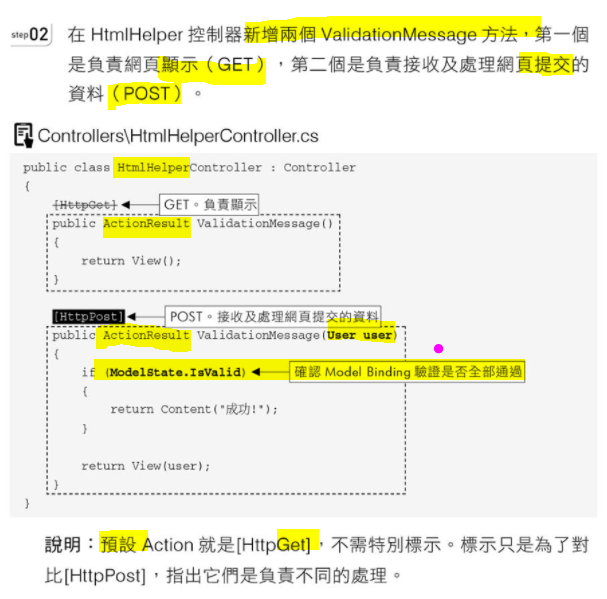 step02 在 HtmlHelper 控制器新增兩個 ValidationMessage 方法,第一個
是負責網頁顯示(GET),第二個是負責接收及處理網頁提交的
資料(POST)。
Controllers\HtmlHelperController.cs
public class HtmlHelperController : Controller
{
[HttpGet] GET。負責顯示
public ActionResult ValidationMessage()
{
return View();
}
[HttpPost] POST。接收及處理網頁提交的資料
public ActionResult ValidationMessage(User user)
{
if (ModelState.IsValid) 確認 Model Binding 驗證是否全部通過
{
return Content("成功!");
}
return View(user);
}
}
說明:預設 Action 就是[HttpGet],不需特別標示。標示只是為了對
比[HttpPost],指出它們是負責不同的處理。